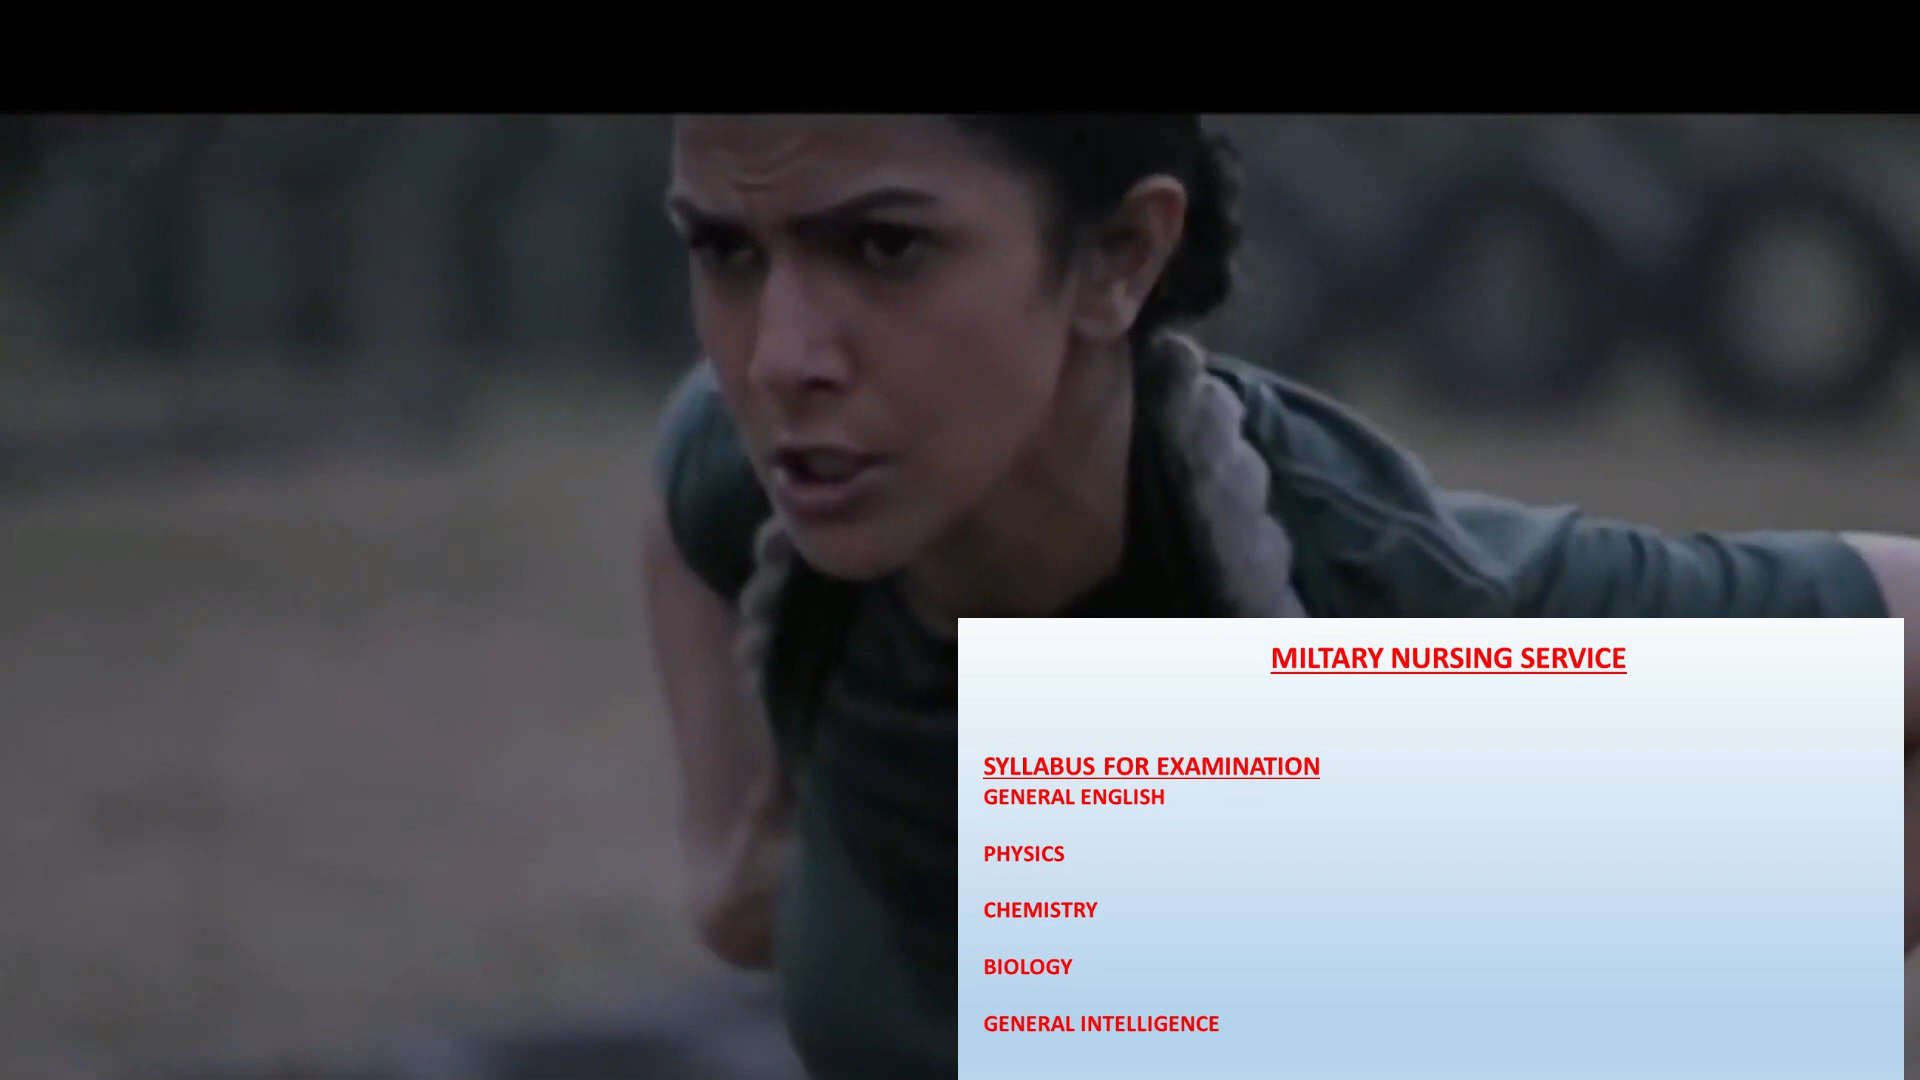 MILTARY NURSING SERVICE
SYLLABUS FOR EXAMINATION
GENERAL ENGLISH
PHYSICS
CHEMISTRY
BIOLOGY
GENERAL INTELLIGENCE